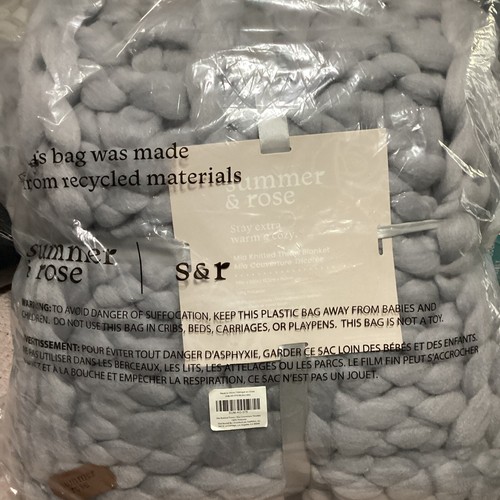 is bag was made
from recycled materials
summer
& rose
Stay extra
warm & cozy
summer
& rose
s&r
WARNING: TO AVOID DANGER OF SUFFOCATION, KEEP THIS PLASTIC BAG AWAY FROM BABIES AND
CHILDREN. DO NOT USE THIS BAG IN CRIBS, BEDS, CARRIAGES, OR PLAYPENS. THIS BAG IS NOT A TOY.
AVERTISSEMENT: POUR ÉVITER TOUT DANGER D'ASPHYXIE, GARDER CE SAC LOIN DES BÉBÉS ET DES ENFANTS.
NE PAS UTILISER DANS LES BERCEAUX, LES LITS, LES ATTELAGES OU LES PARCS. LE FILM FIN PEUT S'ACCROCHER
ET A LA BOUCHE ET EMPECHER LA RESPIRATION. CE SAC N'EST PAS UN JOUET.